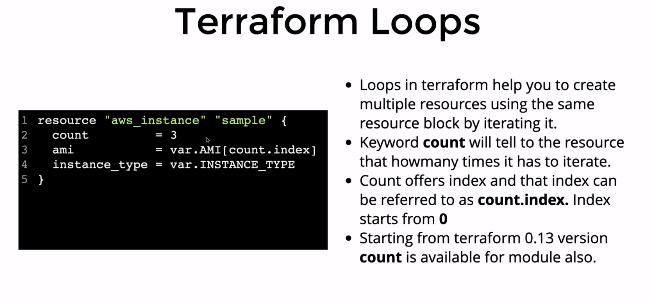 Terraform Loops
1 resource "aws_instance" "sample" {
2   count         = 3
3   ami           = var.AMI[count.index]
4   instance_type = var.INSTANCE_TYPE
5 }
• Loops in terraform help you to create
multiple resources using the same
resource block by iterating it.
• Keyword count will tell to the resource
that howmany times it has to iterate.
• Count offers index and that index can
be referred to as count.index. Index
starts from 0
• Starting from terraform 0.13 version
count is available for module also.